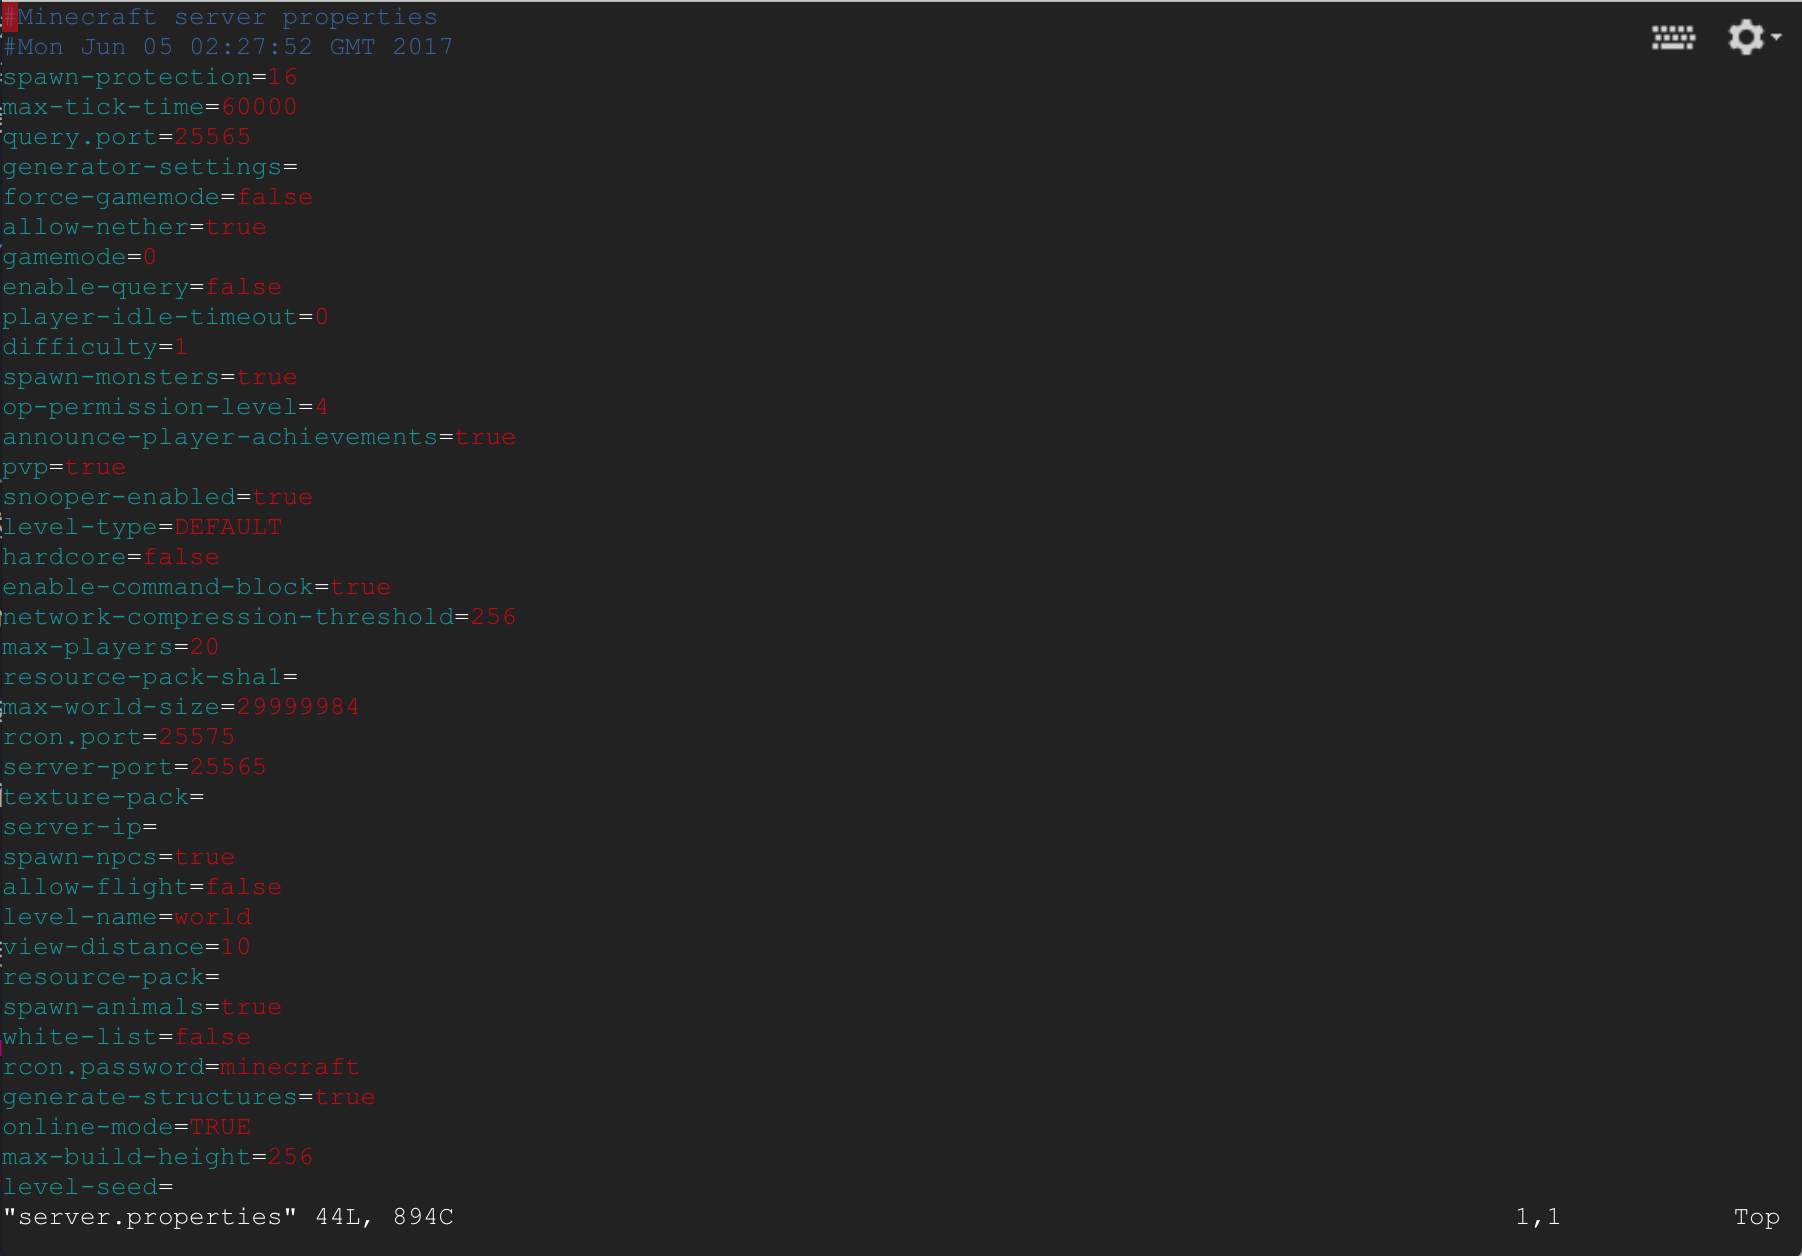 #Minecraft server properties
#Mon Jun 05 02:27:52 GMT 2017
spawn-protection=16
max-tick-time=60000
query.port=25565
generator-settings=
force-gamemode=false
allow-nether=true
gamemode=0
enable-query=false
player-idle-timeout=0
difficulty=1
spawn-monsters=true
op-permission-level=4
announce-player-achievements=true
pvp=true
snooper-enabled=true
level-type=DEFAULT
hardcore=false
enable-command-block=true
network-compression-threshold=256
max-players=20
resource-pack-sha1=
max-world-size=29999984
rcon.port=25575
server-port=25565
texture-pack=
server-ip=
spawn-npcs=true
allow-flight=false
level-name=world
view-distance=10
resource-pack=
spawn-animals=true
white-list=false
rcon.password=minecraft
generate-structures=true
online-mode=TRUE
max-build-height=256
level-seed=
"server.properties" 44L, 894C 1,1 Top